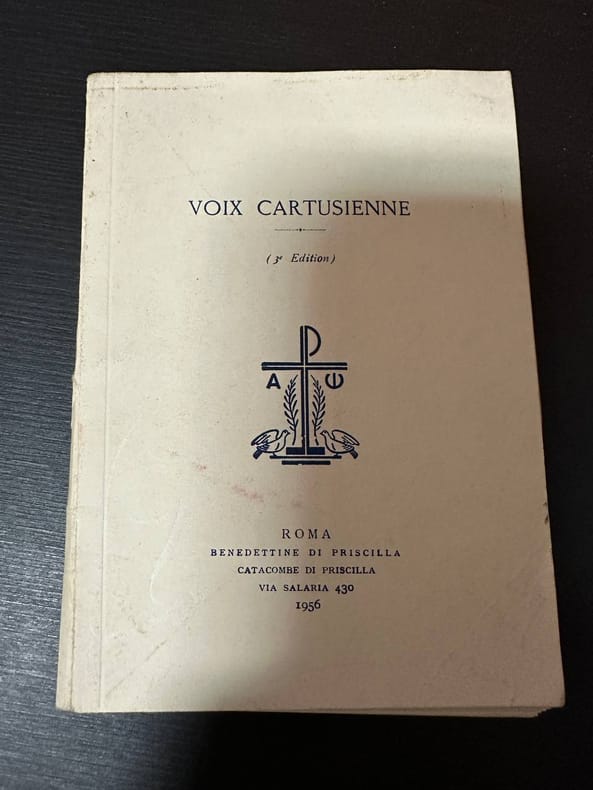 VOIX CARTUSIENNE
(3e Edition)
Α Ѡ
ROMA
BENEDETTINE DI PRISCILLA
CATACOMBE DI PRISCILLA
VIA SALARIA 430
1956